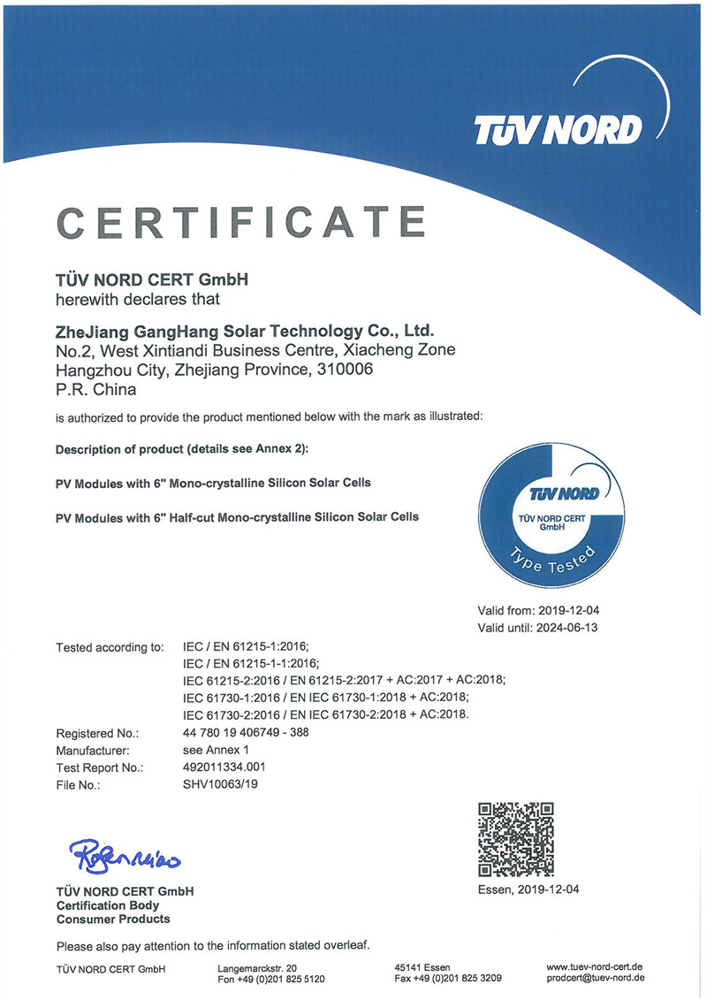 TÜV NORD
CERTIFICATE
TÜV NORD CERT GmbH
herewith declares that
ZheJiang GangHang Solar Technology Co., Ltd.
No.2, West Xintiandi Business Centre, Xiacheng Zone
Hangzhou City, Zhejiang Province, 310006
P.R. China
is authorized to provide the product mentioned below with the mark as illustrated:
Description of product (details see Annex 2):
PV Modules with 6" Mono-crystalline Silicon Solar Cells
PV Modules with 6" Half-cut Mono-crystalline Silicon Solar Cells
TÜV NORD
TÜV NORD CERT
GmbH
Type Tested
Valid from: 2019-12-04
Valid until: 2024-06-13
Tested according to: IEC / EN 61215-1:2016;
IEC / EN 61215-1-1:2016;
IEC 61215-2:2016 / EN 61215-2:2017 + AC:2017 + AC:2018;
IEC 61730-1:2016 / EN IEC 61730-1:2018 + AC:2018;
IEC 61730-2:2016 / EN IEC 61730-2:2018 + AC:2018.
Registered No.: 44 780 19 406749 - 388
Manufacturer: see Annex 1
Test Report No.: 492011334.001
File No.: SHV10063/19
Essen, 2019-12-04
TÜV NORD CERT GmbH
Certification Body
Consumer Products
Please also pay attention to the information stated overleaf.
TÜV NORD CERT GmbH Langemarckstr. 20 45141 Essen www.tuev-nord-cert.de
Fon +49 (0)201 825 5120 Fax +49 (0)201 825 3209 prodcert@tuev-nord.de